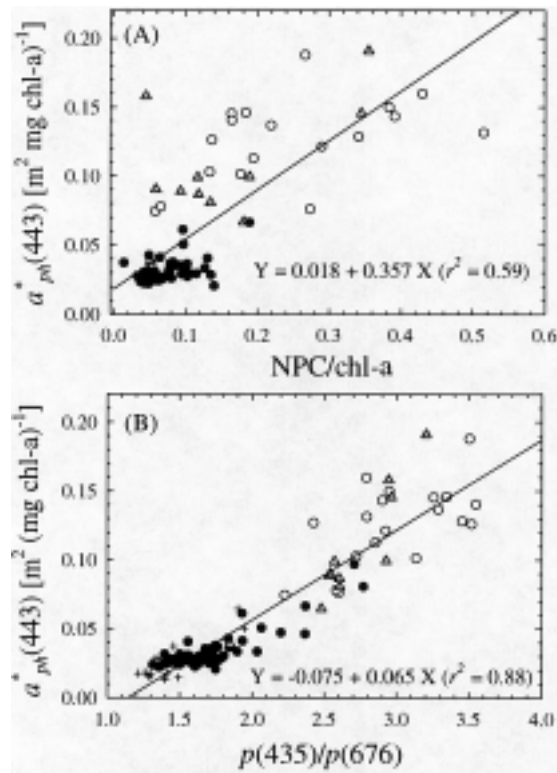 (A)
a*ph(443) [m² mg chl-a)⁻¹]
0.20
0.15
0.10
0.05
0.00
Y = 0.018 + 0.357 X (r² = 0.59)
0.0 0.1 0.2 0.3 0.4 0.5 0.6
NPC/chl-a
(B)
a*ph(443) [m² (mg chl-a)⁻¹]
0.20
0.15
0.10
0.05
0.00
Y = -0.075 + 0.065 X (r² = 0.88)
1.0 1.5 2.0 2.5 3.0 3.5 4.0
p(435)/p(676)